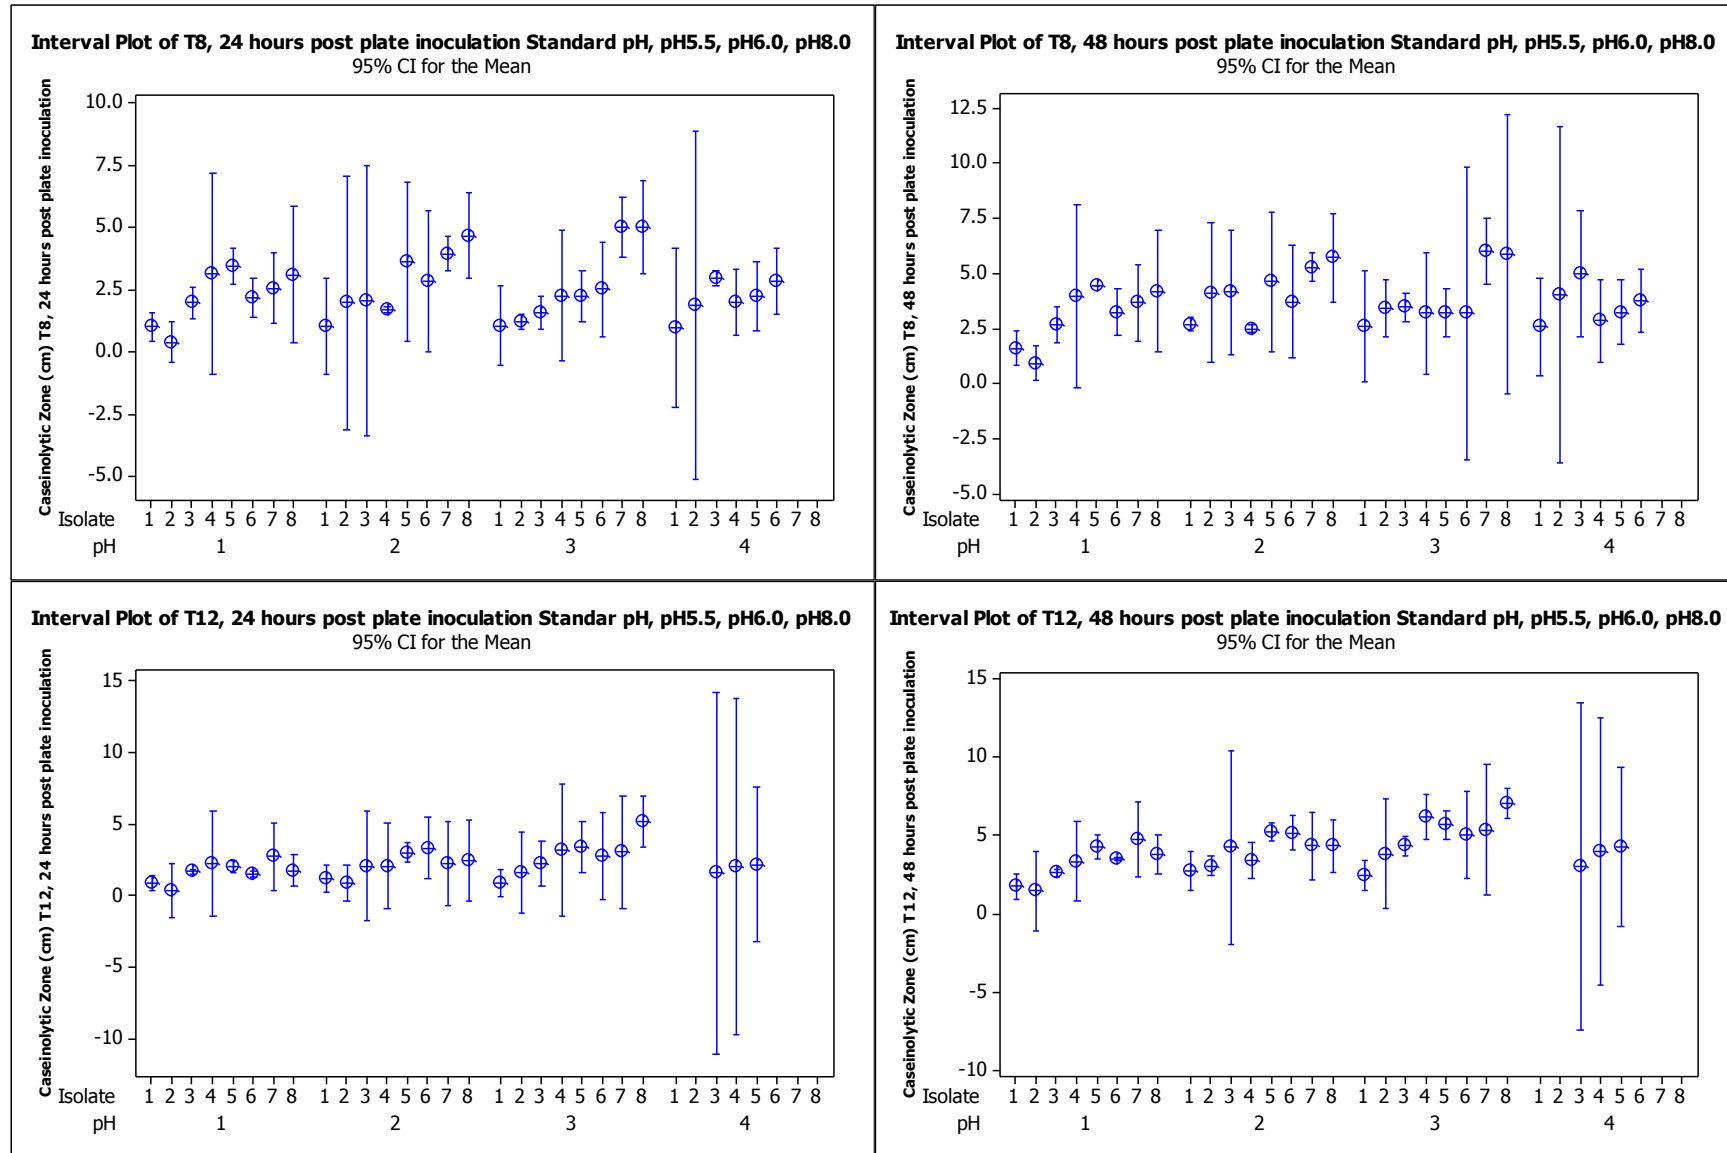 Interval Plot of T8, 24 hours post plate inoculation Standard pH, pH5.5, pH6.0, pH8.0
95% CI for the Mean
Caseinolytic Zone (cm) T8, 24 hours post plate inoculation
10.0
7.5
5.0
2.5
0.0
-2.5
-5.0
Isolate 1 2 3 4 5 6 7 8 1 2 3 4 5 6 7 8 1 2 3 4 5 6 7 8 1 2 3 4 5 6 7 8
pH 1 2 3 4
Interval Plot of T8, 48 hours post plate inoculation Standard pH, pH5.5, pH6.0, pH8.0
95% CI for the Mean
Caseinolytic Zone (cm) T8, 48 hours post plate inoculation
12.5
10.0
7.5
5.0
2.5
0.0
-2.5
-5.0
Isolate 1 2 3 4 5 6 7 8 1 2 3 4 5 6 7 8 1 2 3 4 5 6 7 8 1 2 3 4 5 6 7 8
pH 1 2 3 4
Interval Plot of T12, 24 hours post plate inoculation Standar pH, pH5.5, pH6.0, pH8.0
95% CI for the Mean
Caseinolytic Zone (cm) T12, 24 hours post plate inoculation
15
10
5
0
-5
-10
Isolate 1 2 3 4 5 6 7 8 1 2 3 4 5 6 7 8 1 2 3 4 5 6 7 8 1 2 3 4 5 6 7 8
pH 1 2 3 4
Interval Plot of T12, 48 hours post plate inoculation Standard pH, pH5.5, pH6.0, pH8.0
95% CI for the Mean
Caseinolytic Zone (cm) T12, 48 hours post plate inoculation
15
10
5
0
-5
-10
Isolate 1 2 3 4 5 6 7 8 1 2 3 4 5 6 7 8 1 2 3 4 5 6 7 8 1 2 3 4 5 6 7 8
pH 1 2 3 4